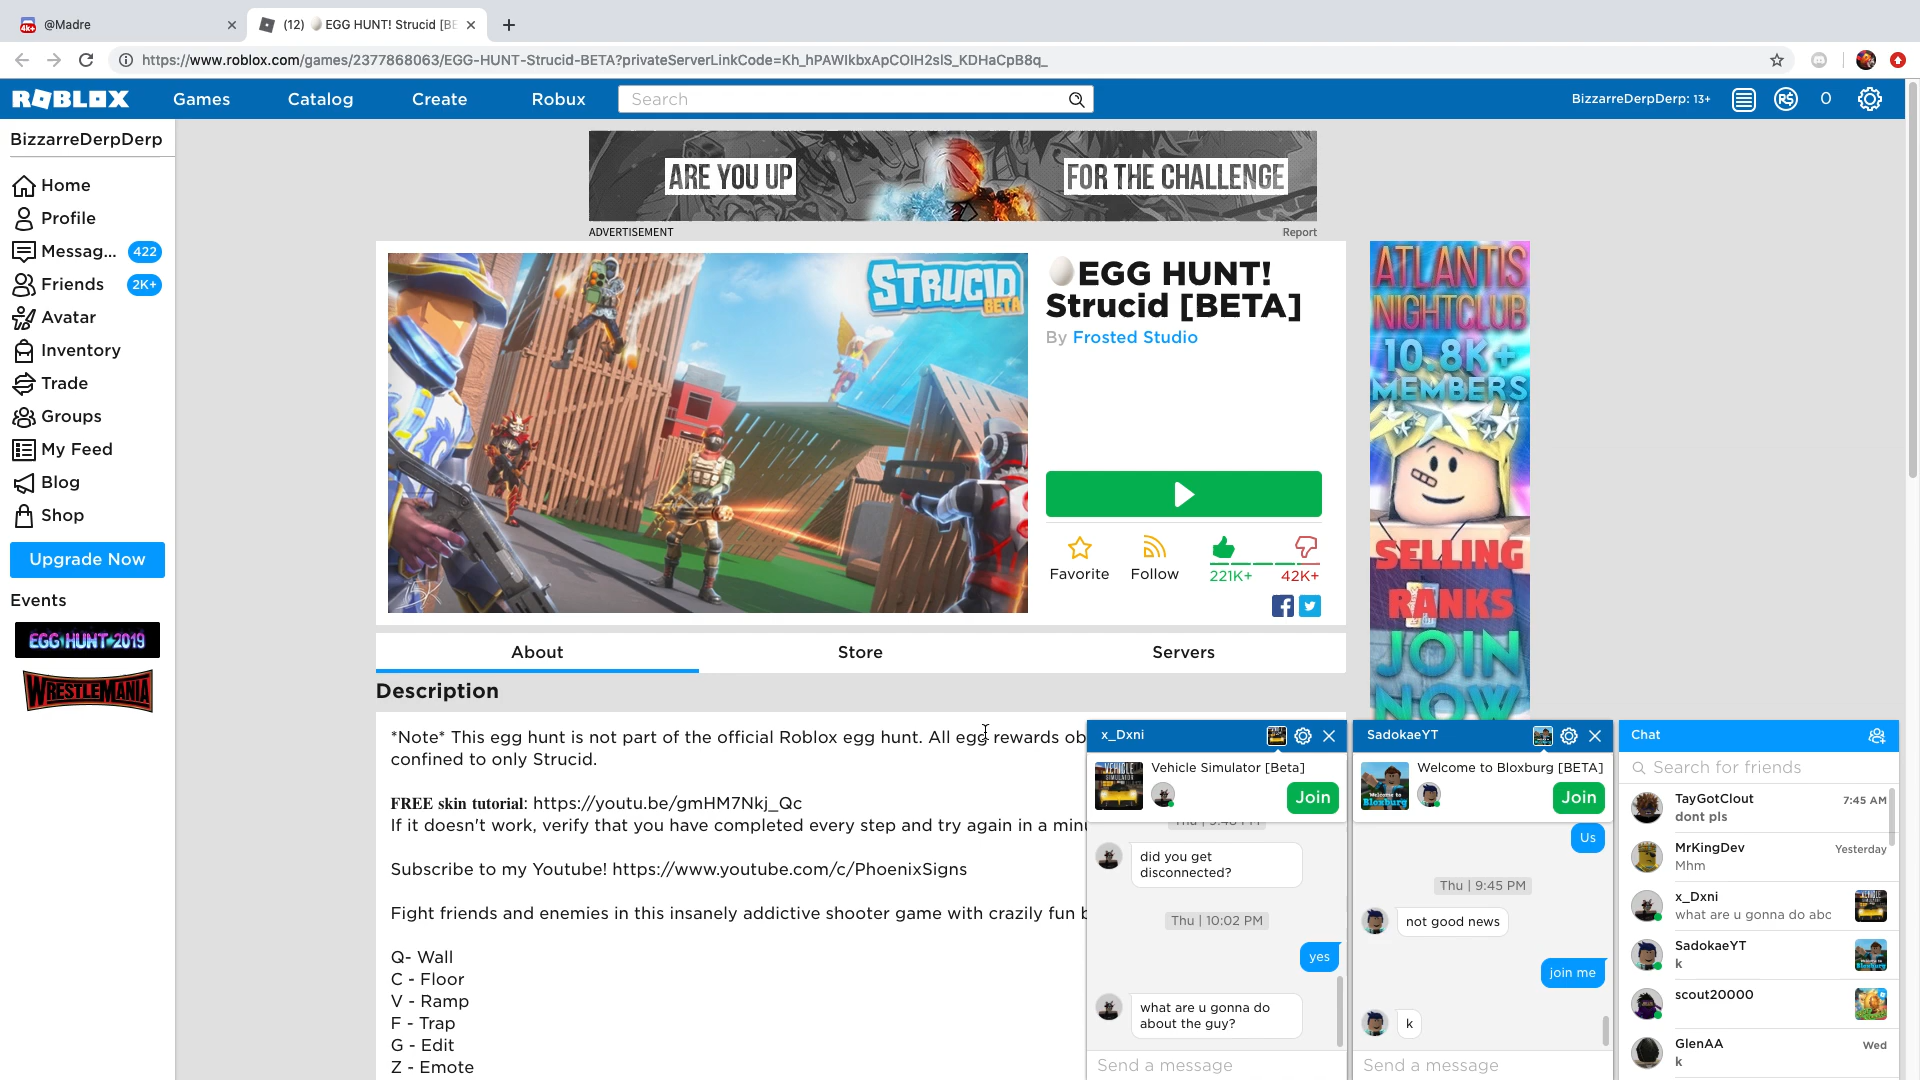 @Madre
(12) EGG HUNT! Strucid [BE
https://www.roblox.com/games/2377868063/EGG-HUNT-Strucid-BETA?privateServerLinkCode=Kh_hPAWIkbxApCOIH2slS_KDHaCpB8q_
ROBLOX
Games
Catalog
Create
Robux
Search
BizzarreDerpDerp: 13+
R$
0
BizzarreDerpDerp
Home
Profile
Messag... 422
Friends 2K+
Avatar
Inventory
Trade
Groups
My Feed
Blog
Shop
Upgrade Now
Events
EGG HUNT 2019
WRESTLEMANIA
ARE YOU UP
FOR THE CHALLENGE
ADVERTISEMENT
Report
STRUCID
BETA
EGG HUNT!
Strucid [BETA]
By Frosted Studio
Favorite
Follow
221K+
42K+
ATLANTIS
NIGHTCLUB
10.8K+
MEMBERS
SELLING
RANKS
JOIN
NOW
About
Store
Servers
Description
*Note* This egg hunt is not part of the official Roblox egg hunt. All egg rewards ob
confined to only Strucid.
FREE skin tutorial: https://youtu.be/gmHM7Nkj_Qc
If it doesn't work, verify that you have completed every step and try again in a minu
Subscribe to my Youtube! https://www.youtube.com/c/PhoenixSigns
Fight friends and enemies in this insanely addictive shooter game with crazily fun b
Q- Wall
C - Floor
V - Ramp
F - Trap
G - Edit
Z - Emote
x_Dxni
VEHICLE
SIMULATOR
Vehicle Simulator [Beta]
Join
Thu | 9:48 PM
did you get
disconnected?
Thu | 10:02 PM
yes
what are u gonna do
about the guy?
Send a message
SadokaeYT
Welcome to
Bloxburg
Welcome to Bloxburg [BETA]
Join
Us
Thu | 9:45 PM
not good news
join me
k
Send a message
Chat
Search for friends
TayGotClout
7:45 AM
dont pls
MrKingDev
Yesterday
Mhm
x_Dxni
what are u gonna do abc
SadokaeYT
k
scout20000
GlenAA
Wed
k